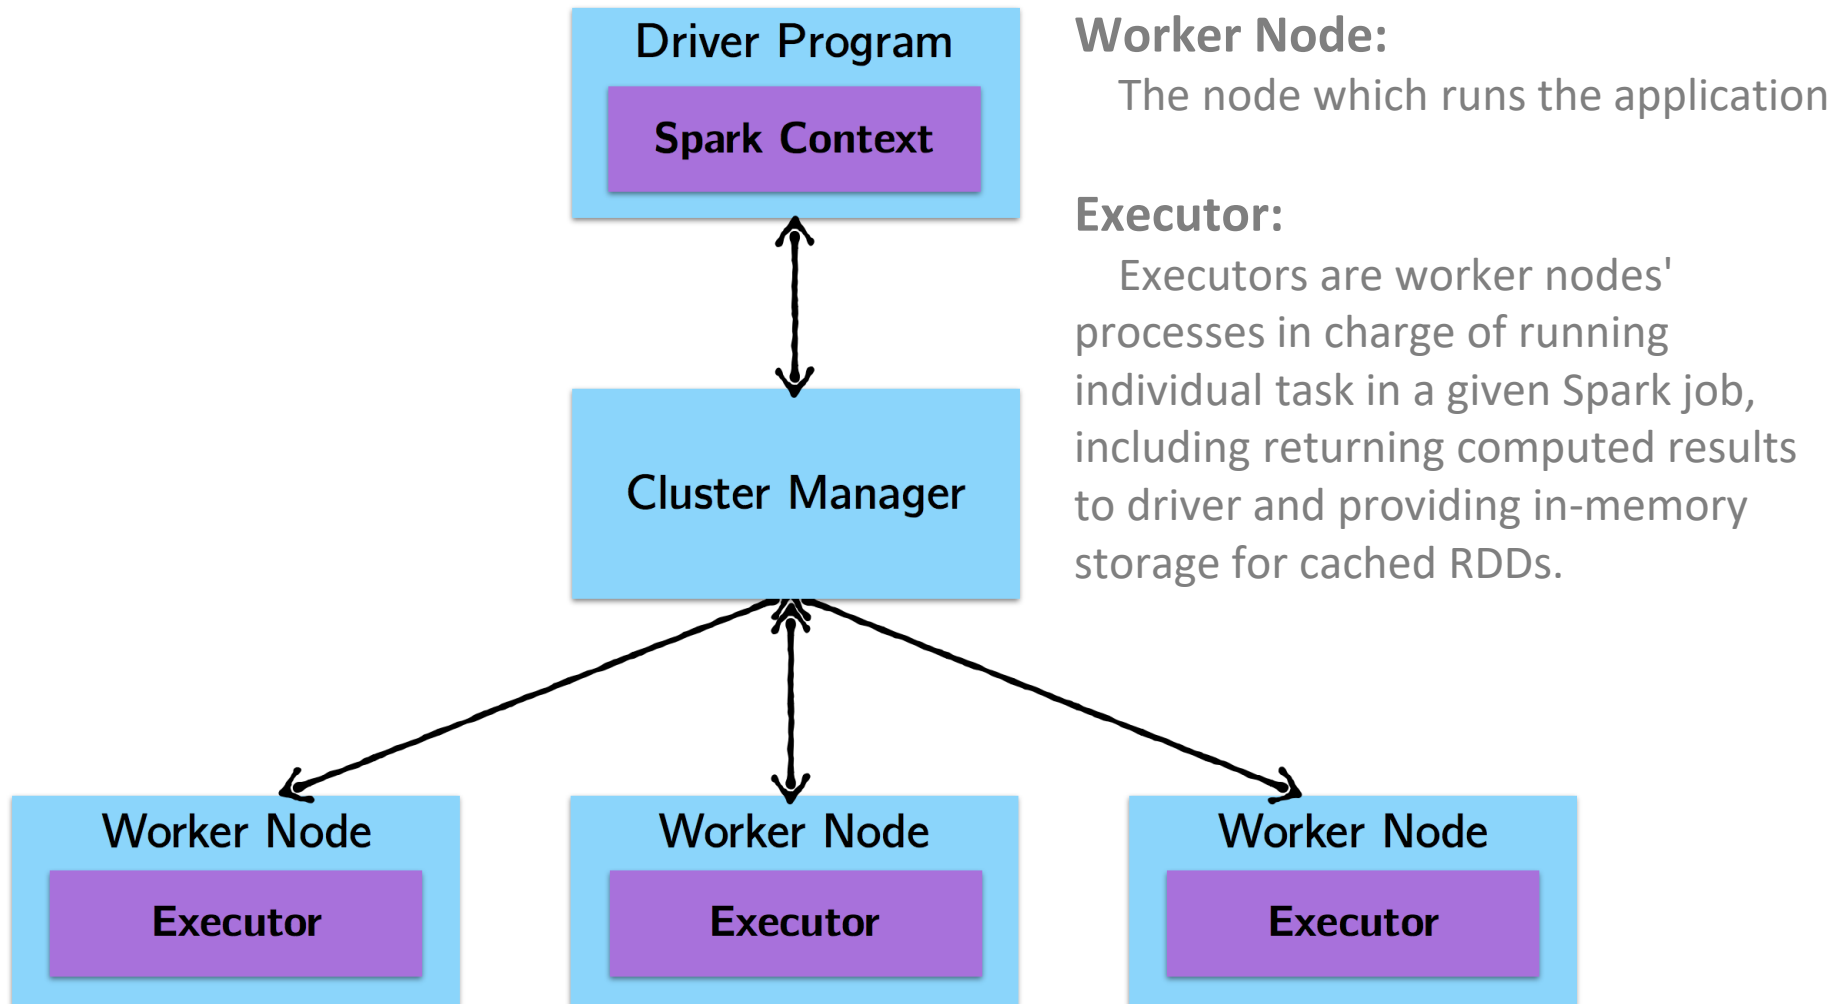 Driver Program
Spark Context
Cluster Manager
Worker Node
Executor
Worker Node
Executor
Worker Node
Executor
Worker Node:
The node which runs the application
Executor:
Executors are worker nodes'
processes in charge of running
individual task in a given Spark job,
including returning computed results
to driver and providing in-memory
storage for cached RDDs.